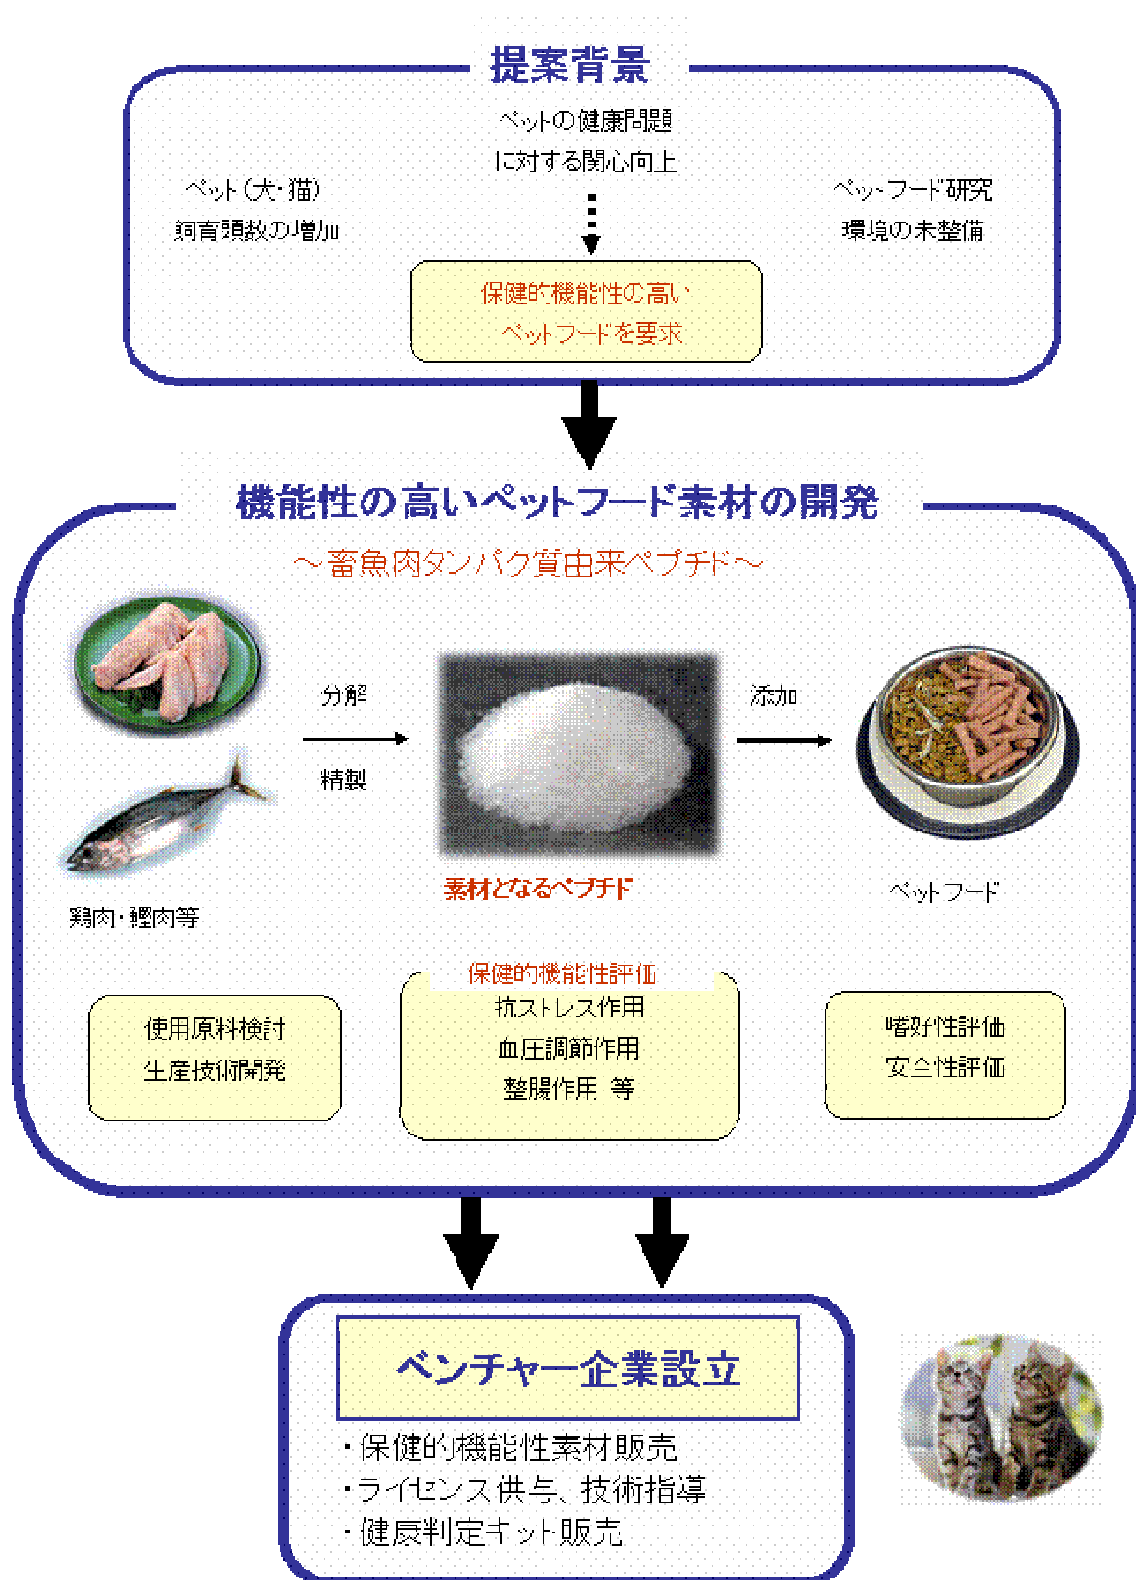 提案背景
ペットの健康問題
に対する関心向上
ペット(犬・猫)
飼育頭数の増加
ペットフード研究
環境の未整備
保健的機能性の高い
ペットフードを要求
機能性の高いペットフード素材の開発
～畜魚肉タンパク質由来ペプチド～
分解
精製
添加
素材となるペプチド
ペットフード
鶏肉・鰹肉等
使用原料検討
生産技術開発
保健的機能性評価
抗ストレス作用
血圧調節作用
整腸作用 等
嗜好性評価
安全性評価
ベンチャー企業設立
・保健的機能性素材販売
・ライセンス供与、技術指導
・健康判定キット販売